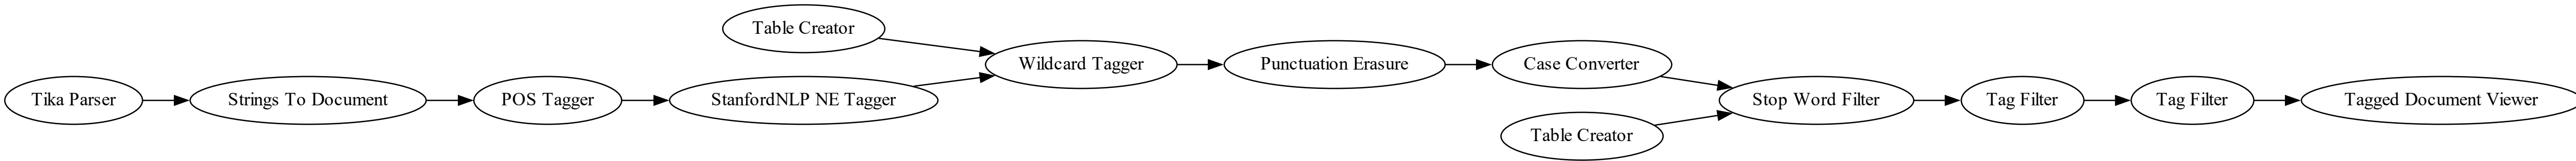 Tika Parser
Strings To Document
POS Tagger
Table Creator
StanfordNLP NE Tagger
Wildcard Tagger
Punctuation Erasure
Case Converter
Table Creator
Stop Word Filter
Tag Filter
Tag Filter
Tagged Document Viewer